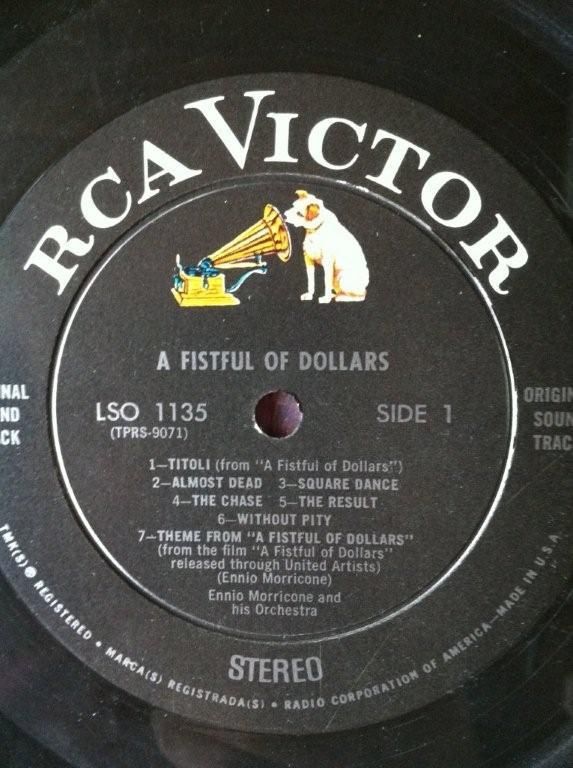 RCA VICTOR
A FISTFUL OF DOLLARS
NAL
ND
CK
LSO 1135
(TPRS-9071)
SIDE 1
ORIGIN
SOUN
TRAC
1—TITOLI (from "A Fistful of Dollars")
2—ALMOST DEAD 3—SQUARE DANCE
4—THE CHASE 5—THE RESULT
6—WITHOUT PITY
7—THEME FROM "A FISTFUL OF DOLLARS"
(from the film "A Fistful of Dollars"
released through United Artists)
(Ennio Morricone)
Ennio Morricone and
his Orchestra
STEREO
TMK(S) ® REGISTERED • MARCA(S) REGISTRADA(S) • RADIO CORPORATION OF AMERICA—MADE IN U.S.A.